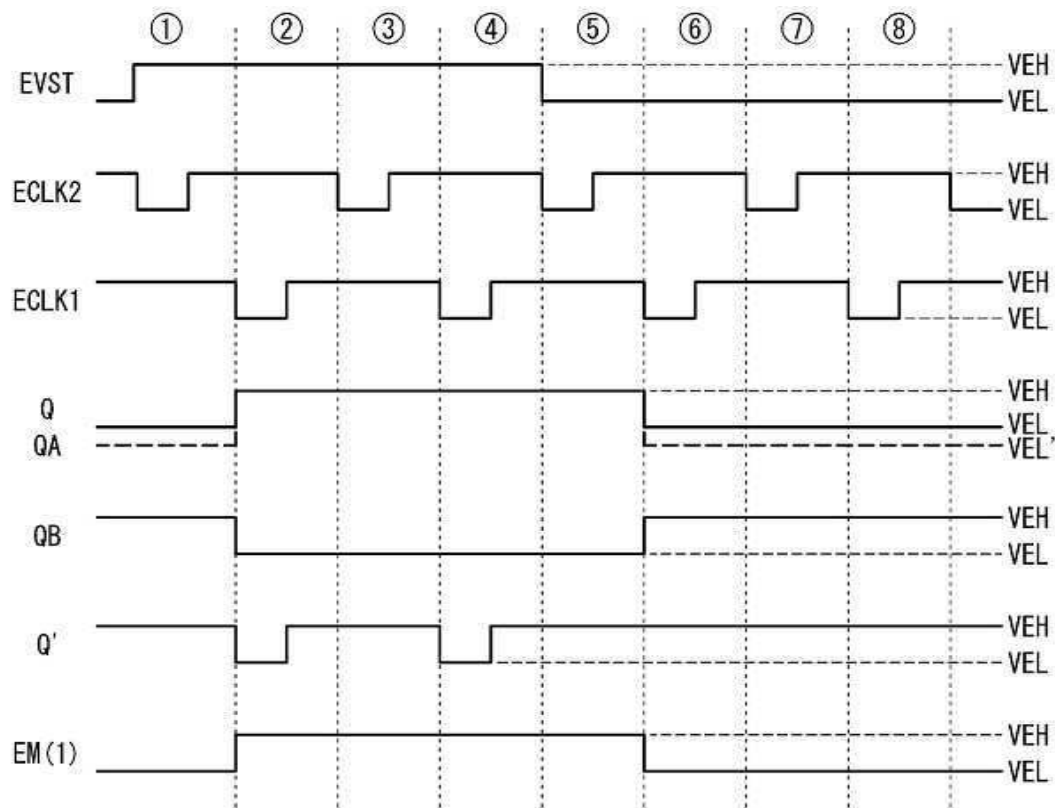 ① ② ③ ④ ⑤ ⑥ ⑦ ⑧
EVST
VEH
VEL
ECLK2
VEH
VEL
ECLK1
VEH
VEL
Q
QA
VEH
VEL
VEL'
QB
VEH
VEL
Q'
VEH
VEL
EM(1)
VEH
VEL